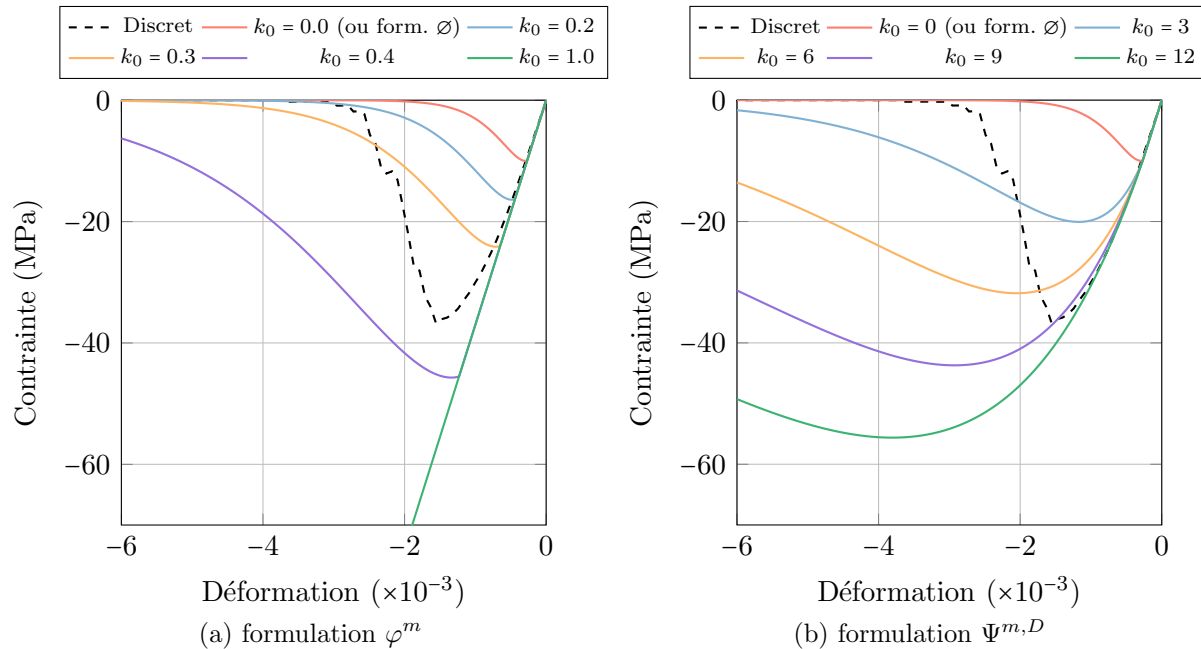 Discret k₀ = 0.0 (ou form. ∅) k₀ = 0.2
k₀ = 0.3 k₀ = 0.4 k₀ = 1.0
0
−20
−40
−60
−6 −4 −2 0
Contrainte (MPa)
Déformation (×10⁻³)
(a) formulation φᵐ
Discret k₀ = 0 (ou form. ∅) k₀ = 3
k₀ = 6 k₀ = 9 k₀ = 12
0
−20
−40
−60
−6 −4 −2 0
Contrainte (MPa)
Déformation (×10⁻³)
(b) formulation Ψᵐ,ᴰ